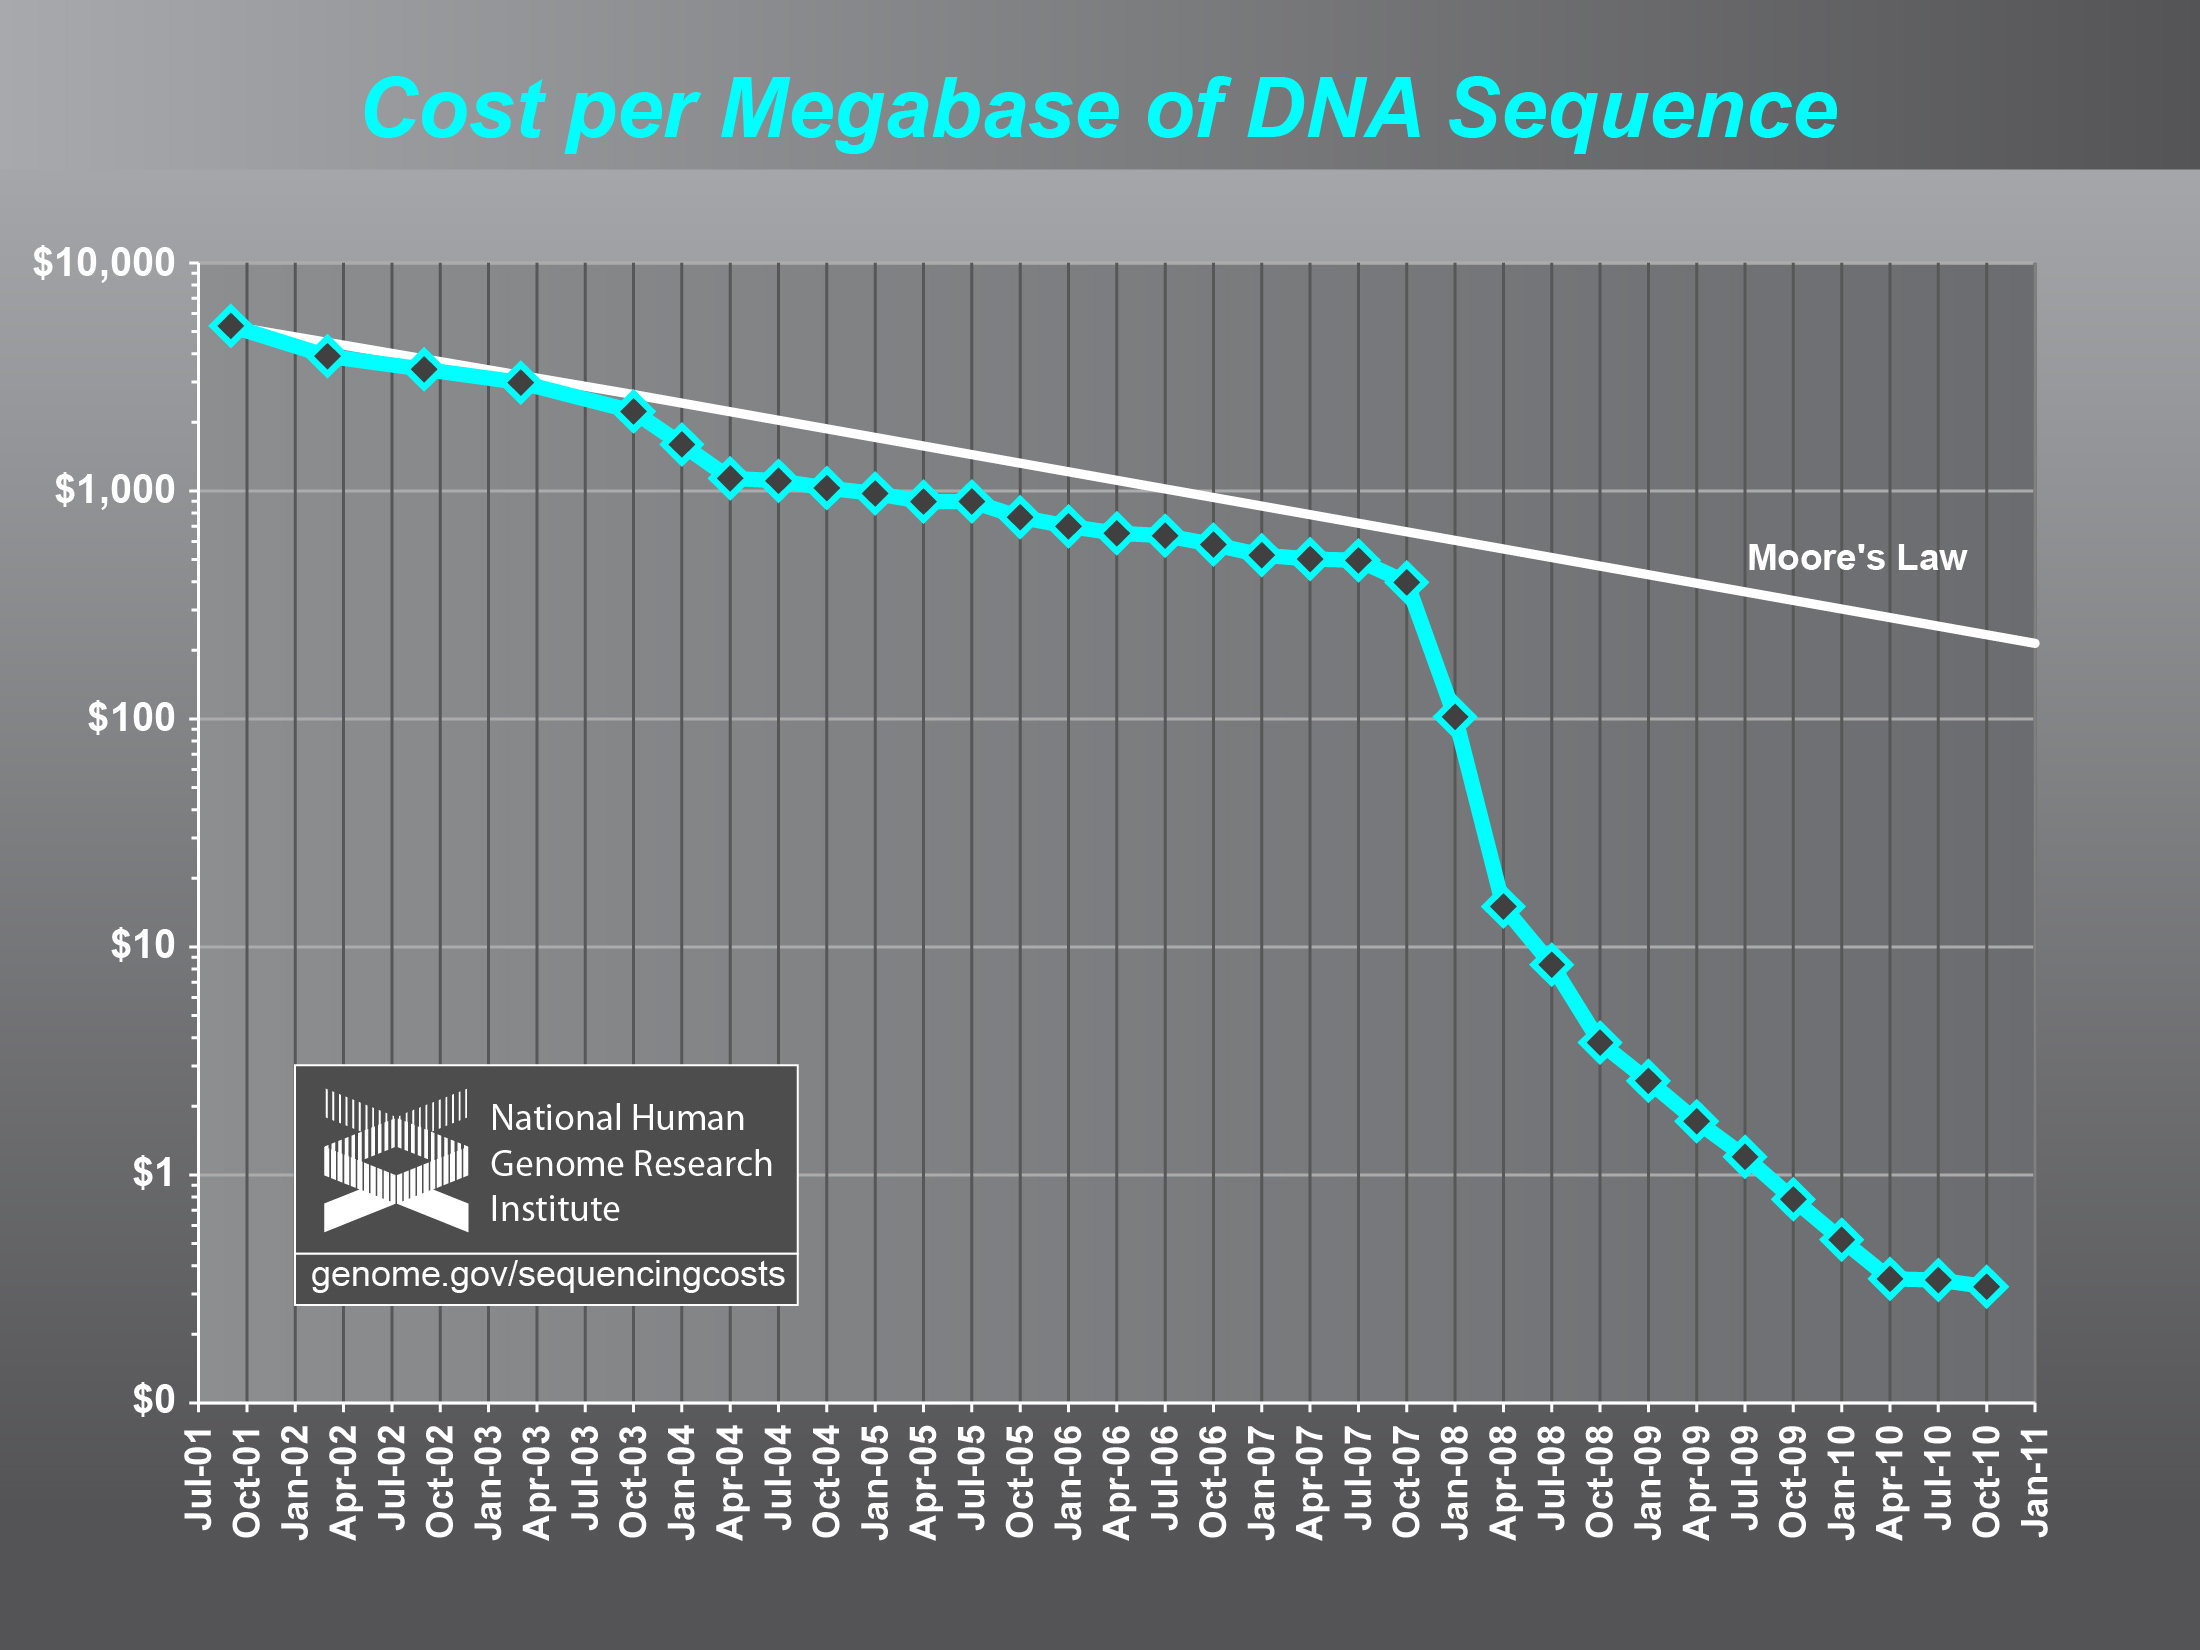 Cost per Megabase of DNA Sequence
$10,000
$1,000
$100
$10
$1
$0
Moore's Law
National Human
Genome Research
Institute
genome.gov/sequencingcosts
Jul-01
Oct-01
Jan-02
Apr-02
Jul-02
Oct-02
Jan-03
Apr-03
Jul-03
Oct-03
Jan-04
Apr-04
Jul-04
Oct-04
Jan-05
Apr-05
Jul-05
Oct-05
Jan-06
Apr-06
Jul-06
Oct-06
Jan-07
Apr-07
Jul-07
Oct-07
Jan-08
Apr-08
Jul-08
Oct-08
Jan-09
Apr-09
Jul-09
Oct-09
Jan-10
Apr-10
Jul-10
Oct-10
Jan-11